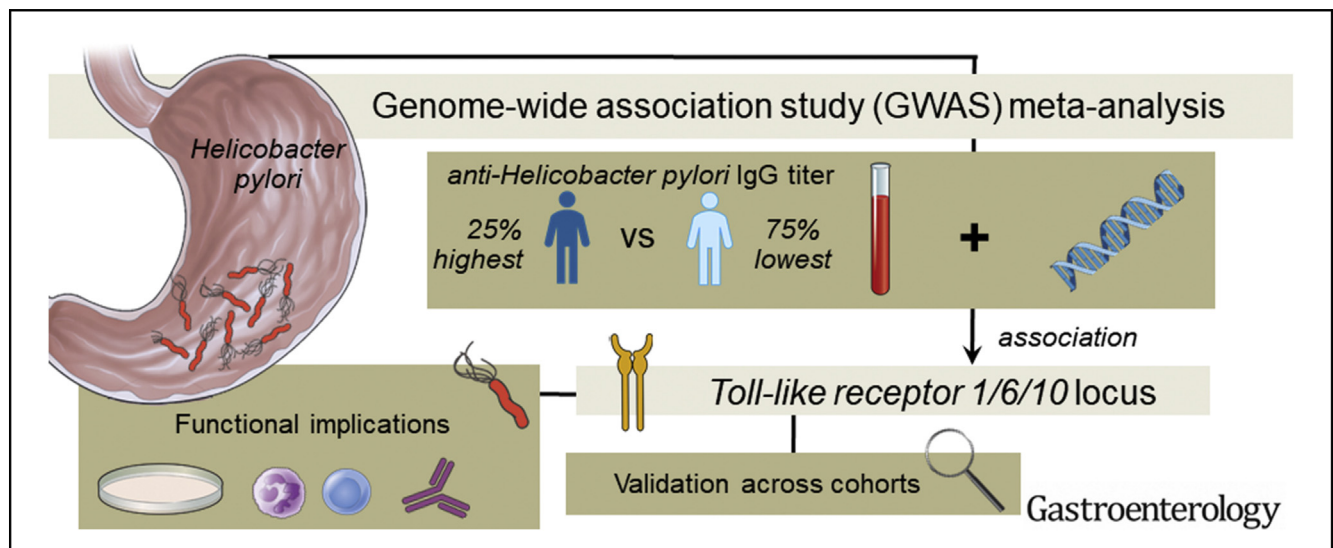 Genome-wide association study (GWAS) meta-analysis
Helicobacter
pylori
anti-Helicobacter pylori IgG titer
25%
highest
VS
75%
lowest
+
association
Toll-like receptor 1/6/10 locus
Functional implications
Validation across cohorts
Gastroenterology